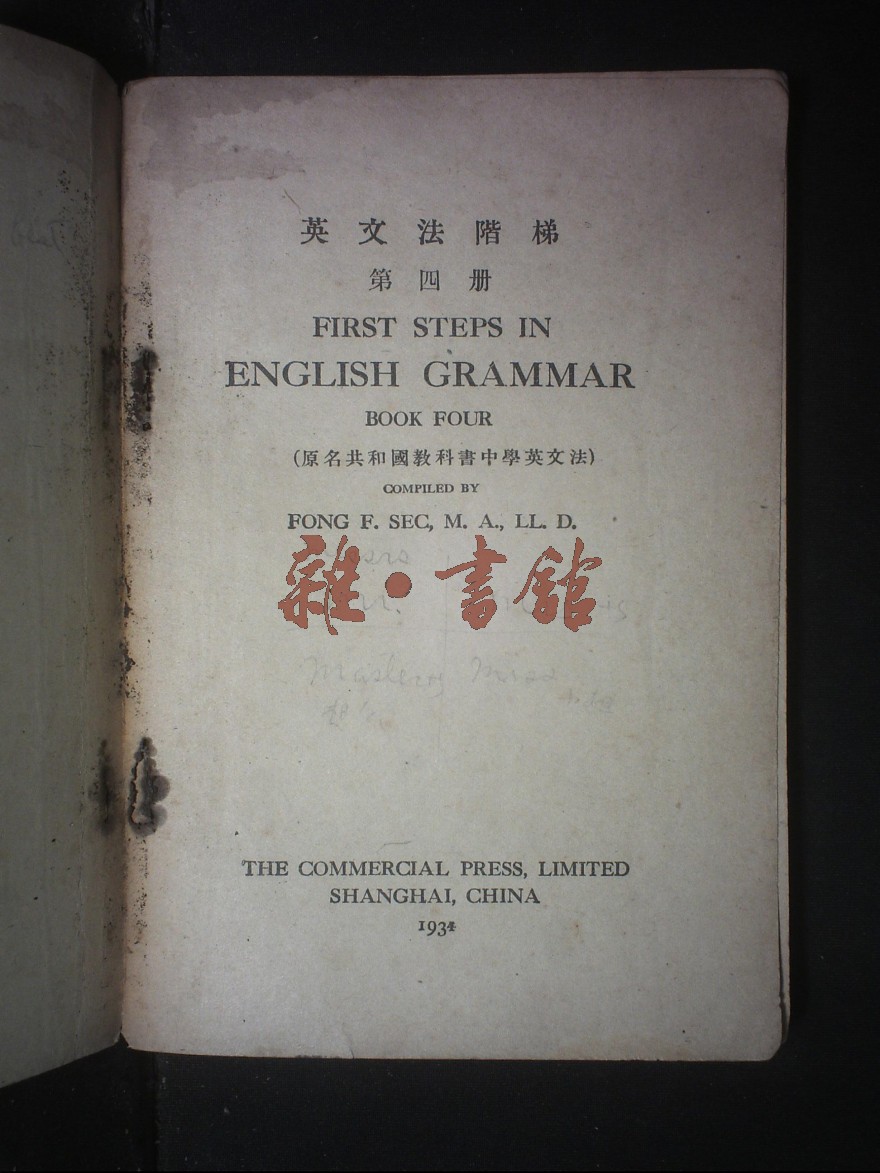 英文法階梯
第四册
FIRST STEPS IN
ENGLISH GRAMMAR
BOOK FOUR
(原名共和國教科書中學英文法)
COMPILED BY
FONG F. SEC, M. A., LL. D.
雜·書館
THE COMMERCIAL PRESS, LIMITED
SHANGHAI, CHINA
1934